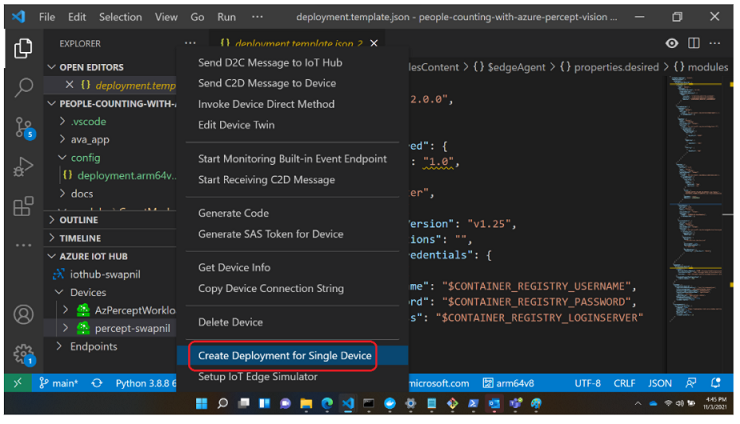 File Edit Selection View Go Run ··· deployment.template.json - people-counting-with-azure-percept-vision ...
EXPLORER ···
{} deployment.template.json 2
OPEN EDITORS
{} deployment.temp
PEOPLE-COUNTING-WITH-A
.vscode
ava_app
config
{} deployment.arm64v..
docs
OUTLINE
TIMELINE
AZURE IOT HUB
iothub-swapnil
Devices
AzPerceptWorklo
percept-swapnil
Endpoints
Send D2C Message to IoT Hub
Send C2D Message to Device
Invoke Device Direct Method
Edit Device Twin
Start Monitoring Built-in Event Endpoint
Start Receiving C2D Message
Generate Code
Generate SAS Token for Device
Get Device Info
Copy Device Connection String
Delete Device
Create Deployment for Single Device
Setup IoT Edge Simulator
lesContent > {} $edgeAgent > {} properties.desired > {} modules
2.0.0",
ed": {
: "1.0",
er",
ersion": "v1.25",
ions": "",
edentials": {
me": "$CONTAINER_REGISTRY_USERNAME",
rd": "$CONTAINER_REGISTRY_PASSWORD",
s": "$CONTAINER_REGISTRY_LOGINSERVER"
5
1
main* Python 3.8.8 6
microsoft.com arm64v8 UTF-8 CRLF JSON
4:45 PM
11/3/2021